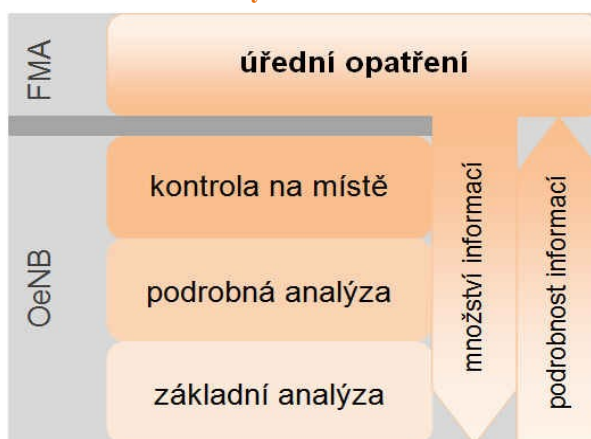 FMA
úřední opatření
OeNB
kontrola na místě
podrobná analýza
základní analýza
množství informací
podrobnost informací